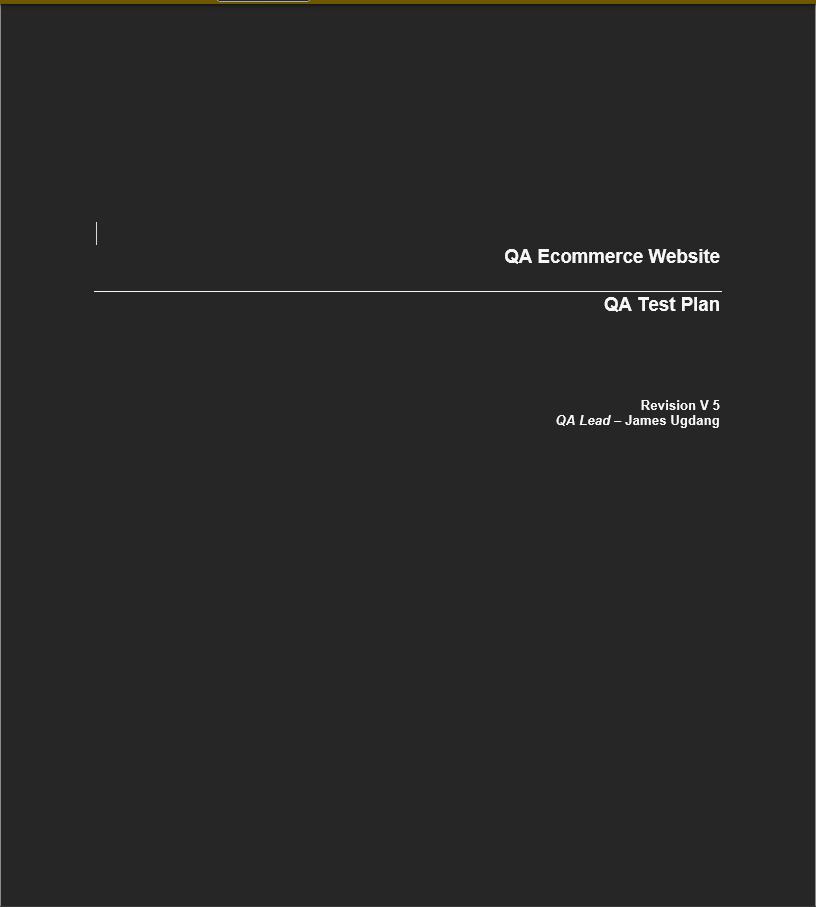 QA Ecommerce Website
QA Test Plan
Revision V 5
QA Lead – James Ugdang